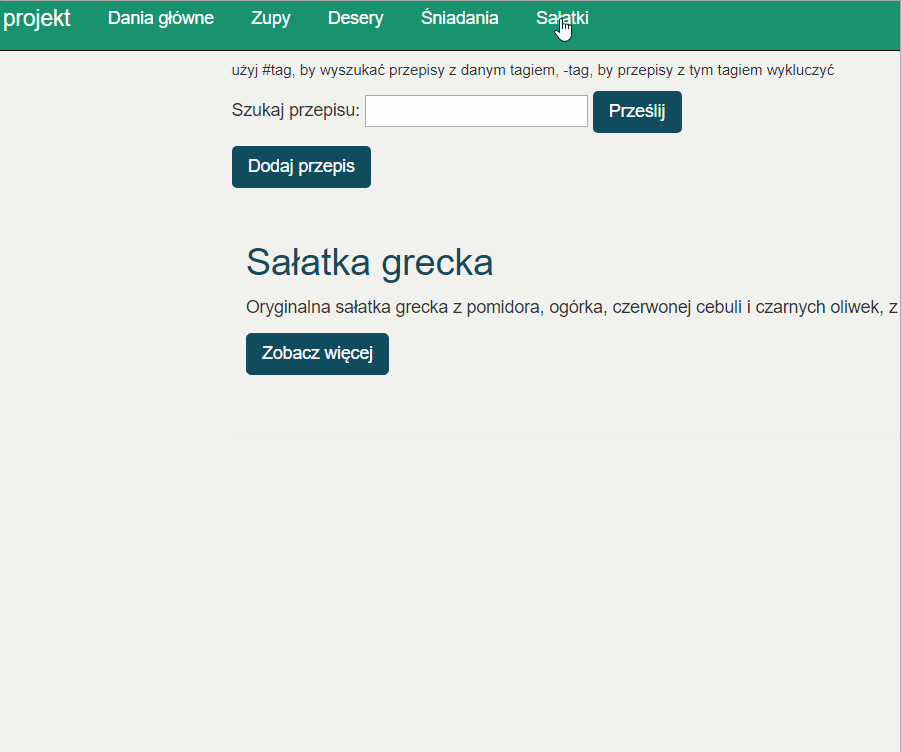 projekt Dania główne Zupy Desery Śniadania Sałatki
użyj #tag, by wyszukać przepisy z danym tagiem, -tag, by przepisy z tym tagiem wykluczyć
Szukaj przepisu: Prześlij
Dodaj przepis
Sałatka grecka
Oryginalna sałatka grecka z pomidora, ogórka, czerwonej cebuli i czarnych oliwek, z
Zobacz więcej